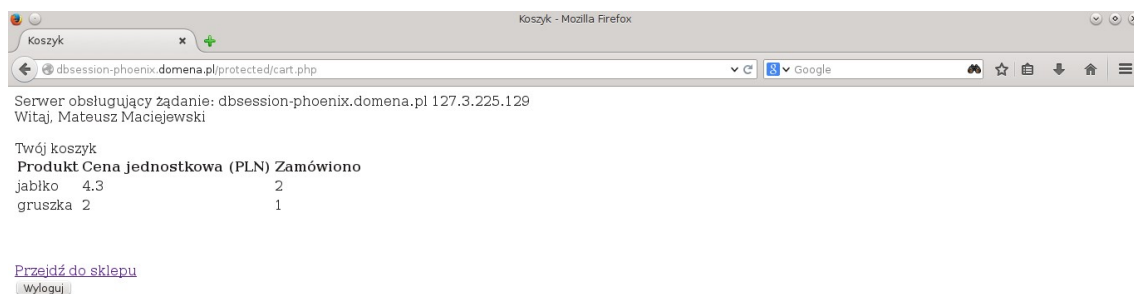 Koszyk - Mozilla Firefox
Koszyk
dbsession-phoenix.domena.pl/protected/cart.php
Google
Serwer obsługujący żądanie: dbsession-phoenix.domena.pl 127.3.225.129
Witaj, Mateusz Maciejewski
Twój koszyk
Produkt Cena jednostkowa (PLN) Zamówiono
jabłko 4.3 2
gruszka 2 1
Przejdź do sklepu
Wyloguj